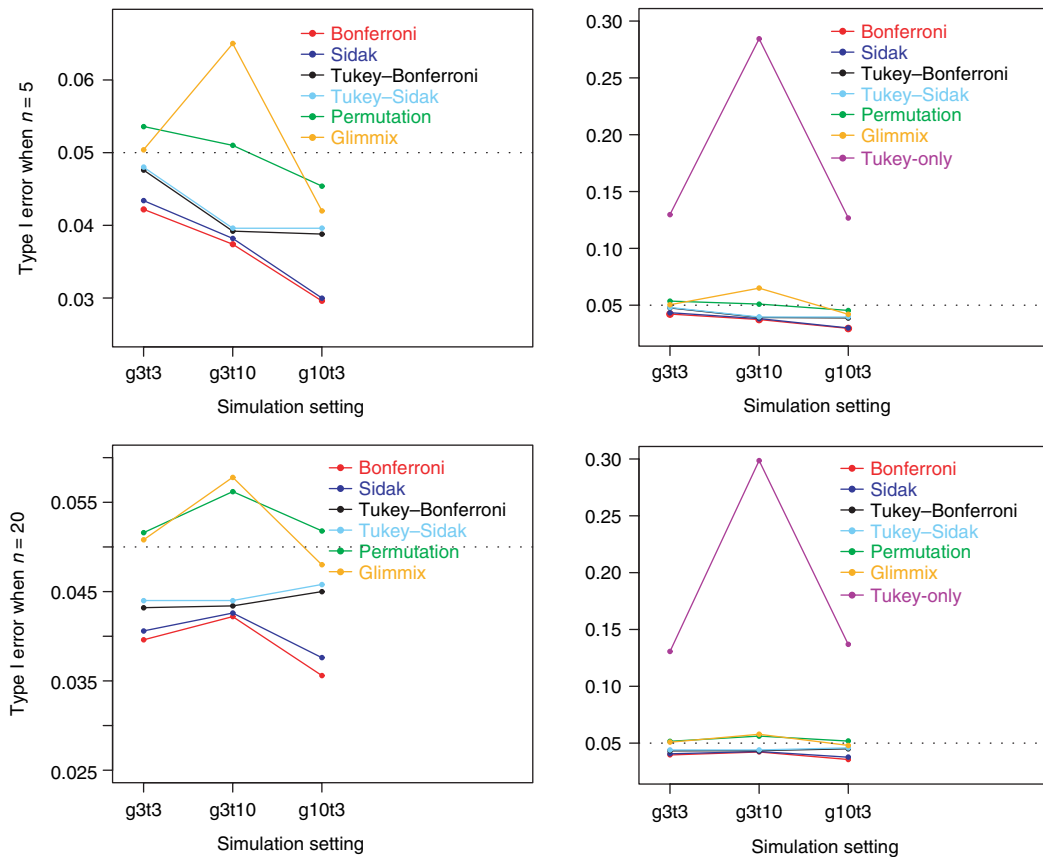 Type I error when n = 5
0.06
0.05
0.04
0.03
Bonferroni
Sidak
Tukey–Bonferroni
Tukey–Sidak
Permutation
Glimmix
g3t3
g3t10
g10t3
Simulation setting
0.30
0.25
0.20
0.15
0.10
0.05
Bonferroni
Sidak
Tukey–Bonferroni
Tukey–Sidak
Permutation
Glimmix
Tukey-only
g3t3
g3t10
g10t3
Simulation setting
Type I error when n = 20
0.055
0.045
0.035
0.025
Bonferroni
Sidak
Tukey–Bonferroni
Tukey–Sidak
Permutation
Glimmix
g3t3
g3t10
g10t3
Simulation setting
0.30
0.25
0.20
0.15
0.10
0.05
Bonferroni
Sidak
Tukey–Bonferroni
Tukey–Sidak
Permutation
Glimmix
Tukey-only
g3t3
g3t10
g10t3
Simulation setting